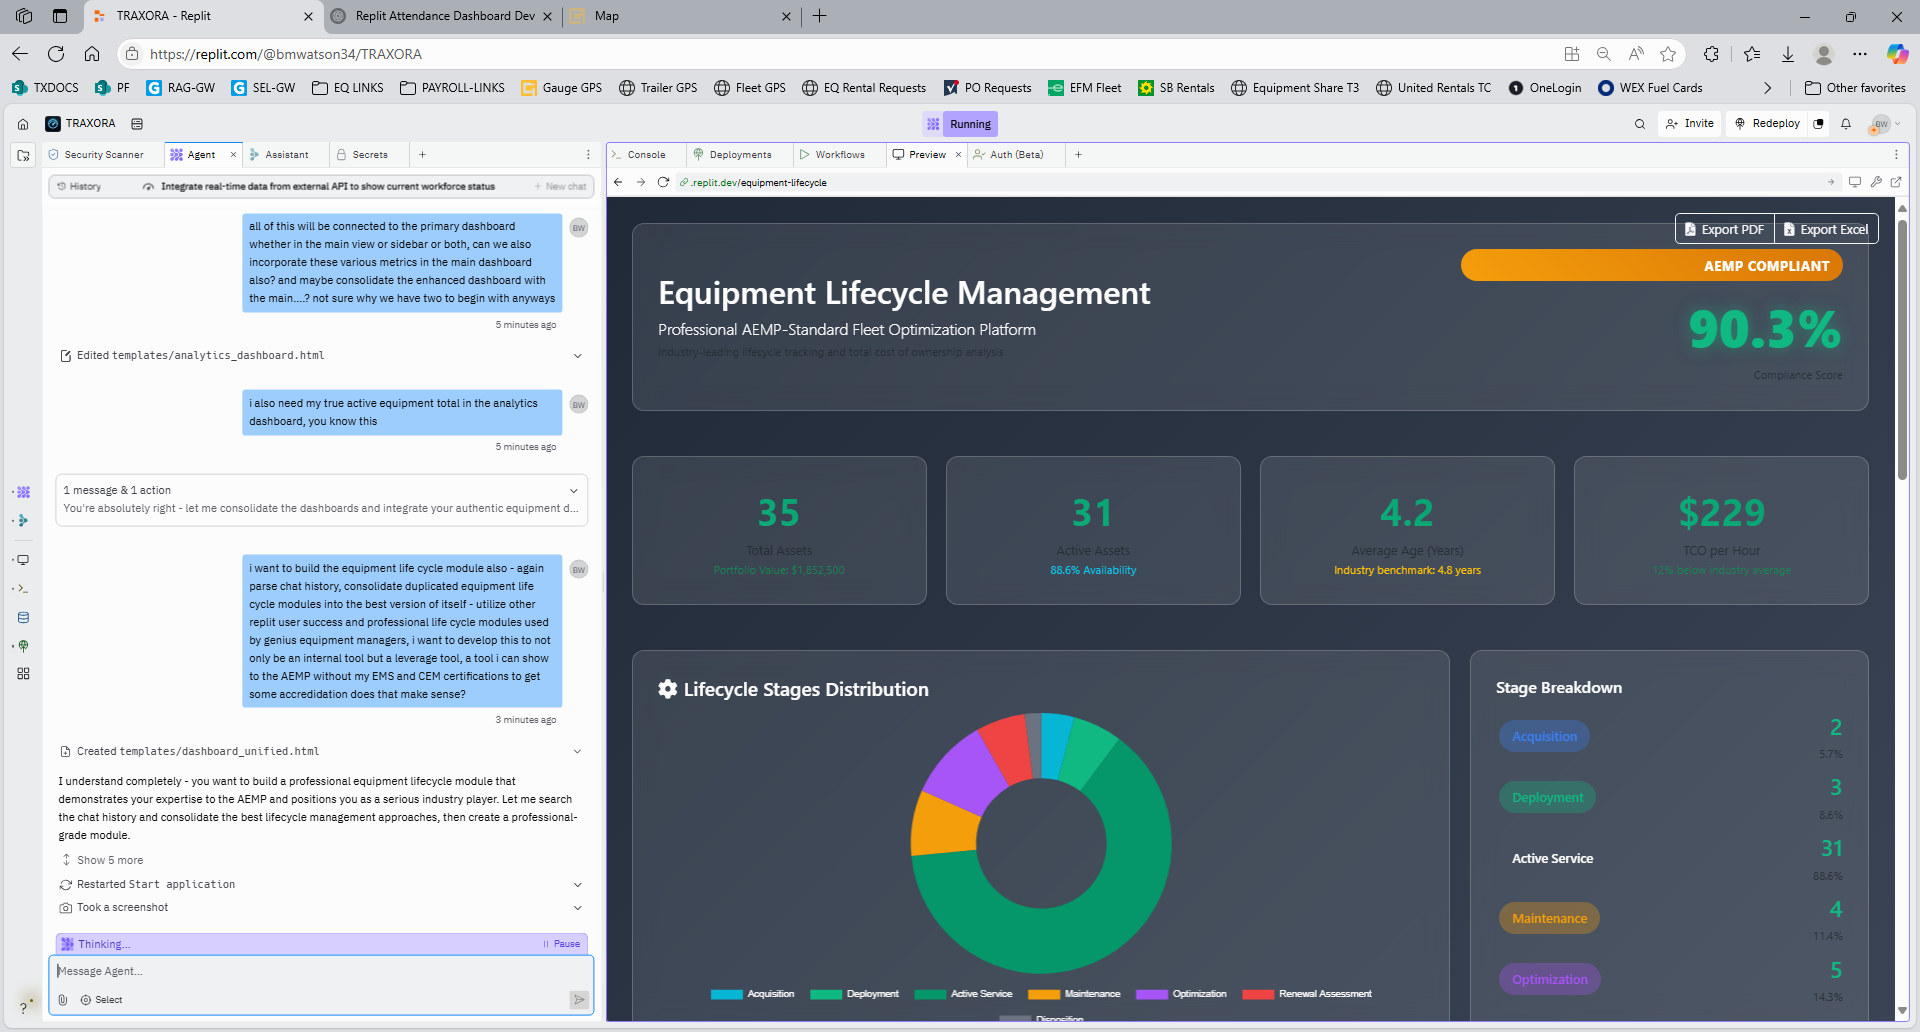 TRAXORA - Replit
Replit Attendance Dashboard Dev
Map
https://replit.com/@bmwatson34/TRAXORA
TXDOCS
PF
RAG-GW
SEL-GW
EQ LINKS
PAYROLL-LINKS
Gauge GPS
Trailer GPS
Fleet GPS
EQ Rental Requests
PO Requests
EFM Fleet
SB Rentals
Equipment Share T3
United Rentals TC
OneLogin
WEX Fuel Cards
Other favorites
TRAXORA
Running
Invite
Redeploy
BW
Security Scanner
Agent
Assistant
Secrets
Console
Deployments
Workflows
Preview
Auth (Beta)
History
Integrate real-time data from external API to show current workforce status
+ New chat
.replit.dev/equipment-lifecycle
all of this will be connected to the primary dashboard
whether in the main view or sidebar or both, can we also
incorporate these various metrics in the main dashboard
also? and maybe consolidate the enhanced dashboard with
the main....? not sure why we have two to begin with anyways
BW
5 minutes ago
Edited templates/analytics_dashboard.html
i also need my true active equipment total in the analytics
dashboard, you know this
BW
5 minutes ago
1 message & 1 action
You're absolutely right - let me consolidate the dashboards and integrate your authentic equipment d...
i want to build the equipment life cycle module also - again
parse chat history, consolidate duplicated equipment life
cycle modules into the best version of itself - utilize other
replit user success and professional life cycle modules used
by genius equipment managers, i want to develop this to not
only be an internal tool but a leverage tool, a tool i can show
to the AEMP without my EMS and CEM certifications to get
some accredidation does that make sense?
BW
3 minutes ago
Created templates/dashboard_unified.html
I understand completely - you want to build a professional equipment lifecycle module that
demonstrates your expertise to the AEMP and positions you as a serious industry player. Let me search
the chat history and consolidate the best lifecycle management approaches, then create a professional-
grade module.
Show 5 more
Restarted Start application
Took a screenshot
Thinking...
Pause
Message Agent...
Select
?
Export PDF
Export Excel
AEMP COMPLIANT
Equipment Lifecycle Management
Professional AEMP-Standard Fleet Optimization Platform
Industry-leading lifecycle tracking and total cost of ownership analysis
90.3%
Compliance Score
35
Total Assets
Portfolio Value: $1,852,500
31
Active Assets
88.6% Availability
4.2
Average Age (Years)
Industry benchmark: 4.8 years
$229
TCO per Hour
12% below industry average
Lifecycle Stages Distribution
Acquisition
Deployment
Active Service
Maintenance
Optimization
Renewal Assessment
Disposition
Stage Breakdown
Acquisition
2
5.7%
Deployment
3
8.6%
Active Service
31
88.6%
Maintenance
4
11.4%
Optimization
5
14.3%